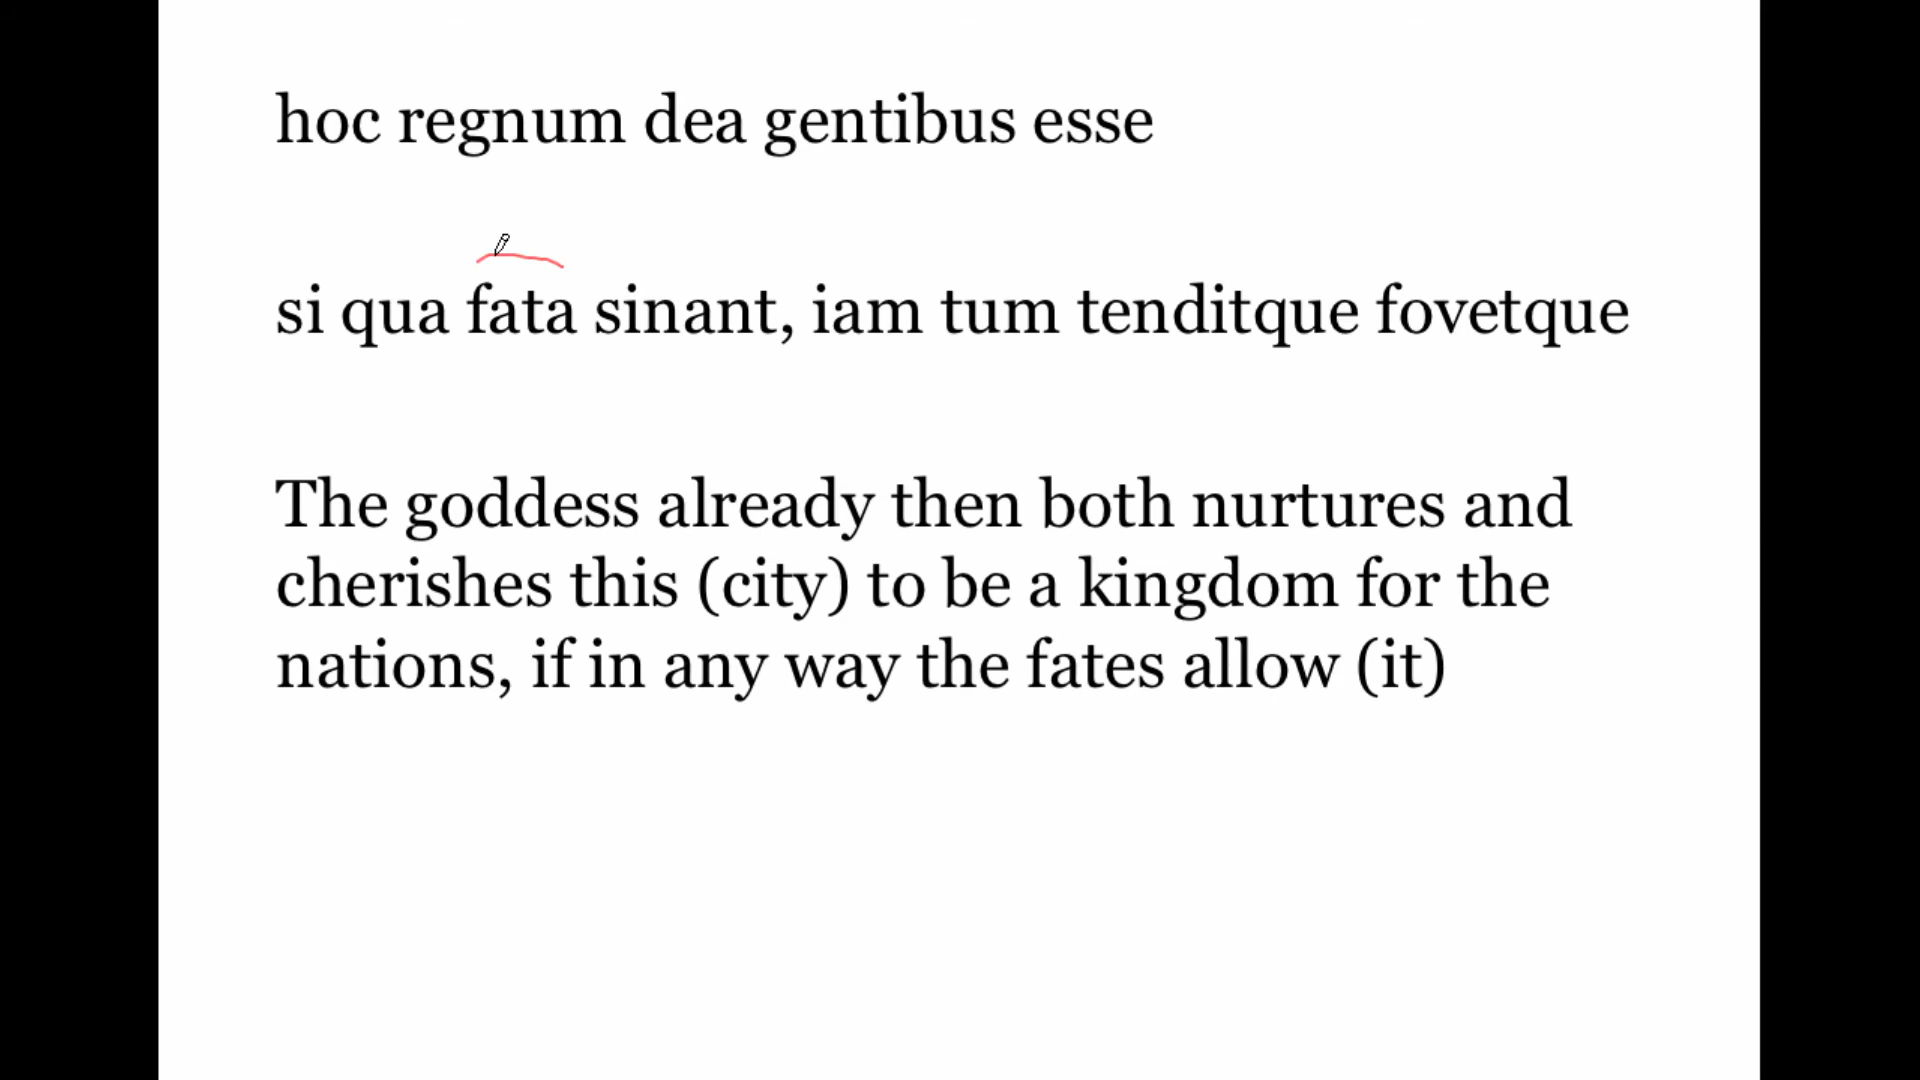 hoc regnum dea gentibus esse
si qua fata sinant, iam tum tenditque fovetque
The goddess already then both nurtures and
cherishes this (city) to be a kingdom for the
nations, if in any way the fates allow (it)